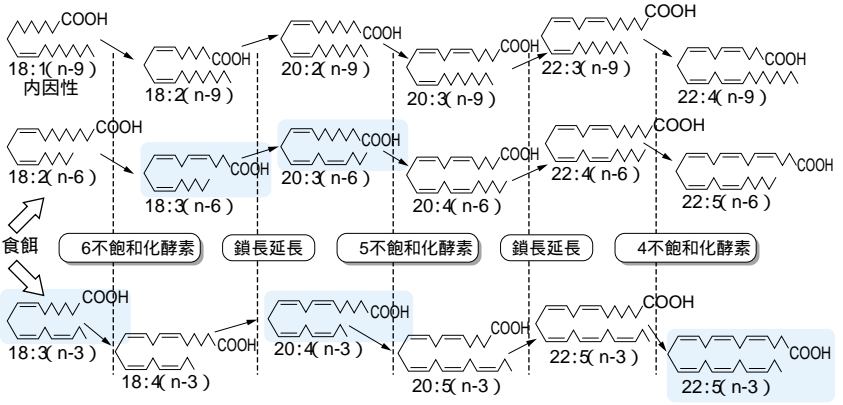 COOH
18:1(n-9)
内因性
COOH
18:2(n-9)
COOH
20:2(n-9)
COOH
20:3(n-9)
COOH
22:3(n-9)
COOH
22:4(n-9)
COOH
18:2(n-6)
COOH
18:3(n-6)
COOH
20:3(n-6)
COOH
20:4(n-6)
COOH
22:4(n-6)
COOH
22:5(n-6)
食餌
6不飽和化酵素
鎖長延長
5不飽和化酵素
鎖長延長
4不飽和化酵素
COOH
18:3(n-3)
COOH
18:4(n-3)
COOH
20:4(n-3)
COOH
20:5(n-3)
COOH
22:5(n-3)
COOH
22:5(n-3)